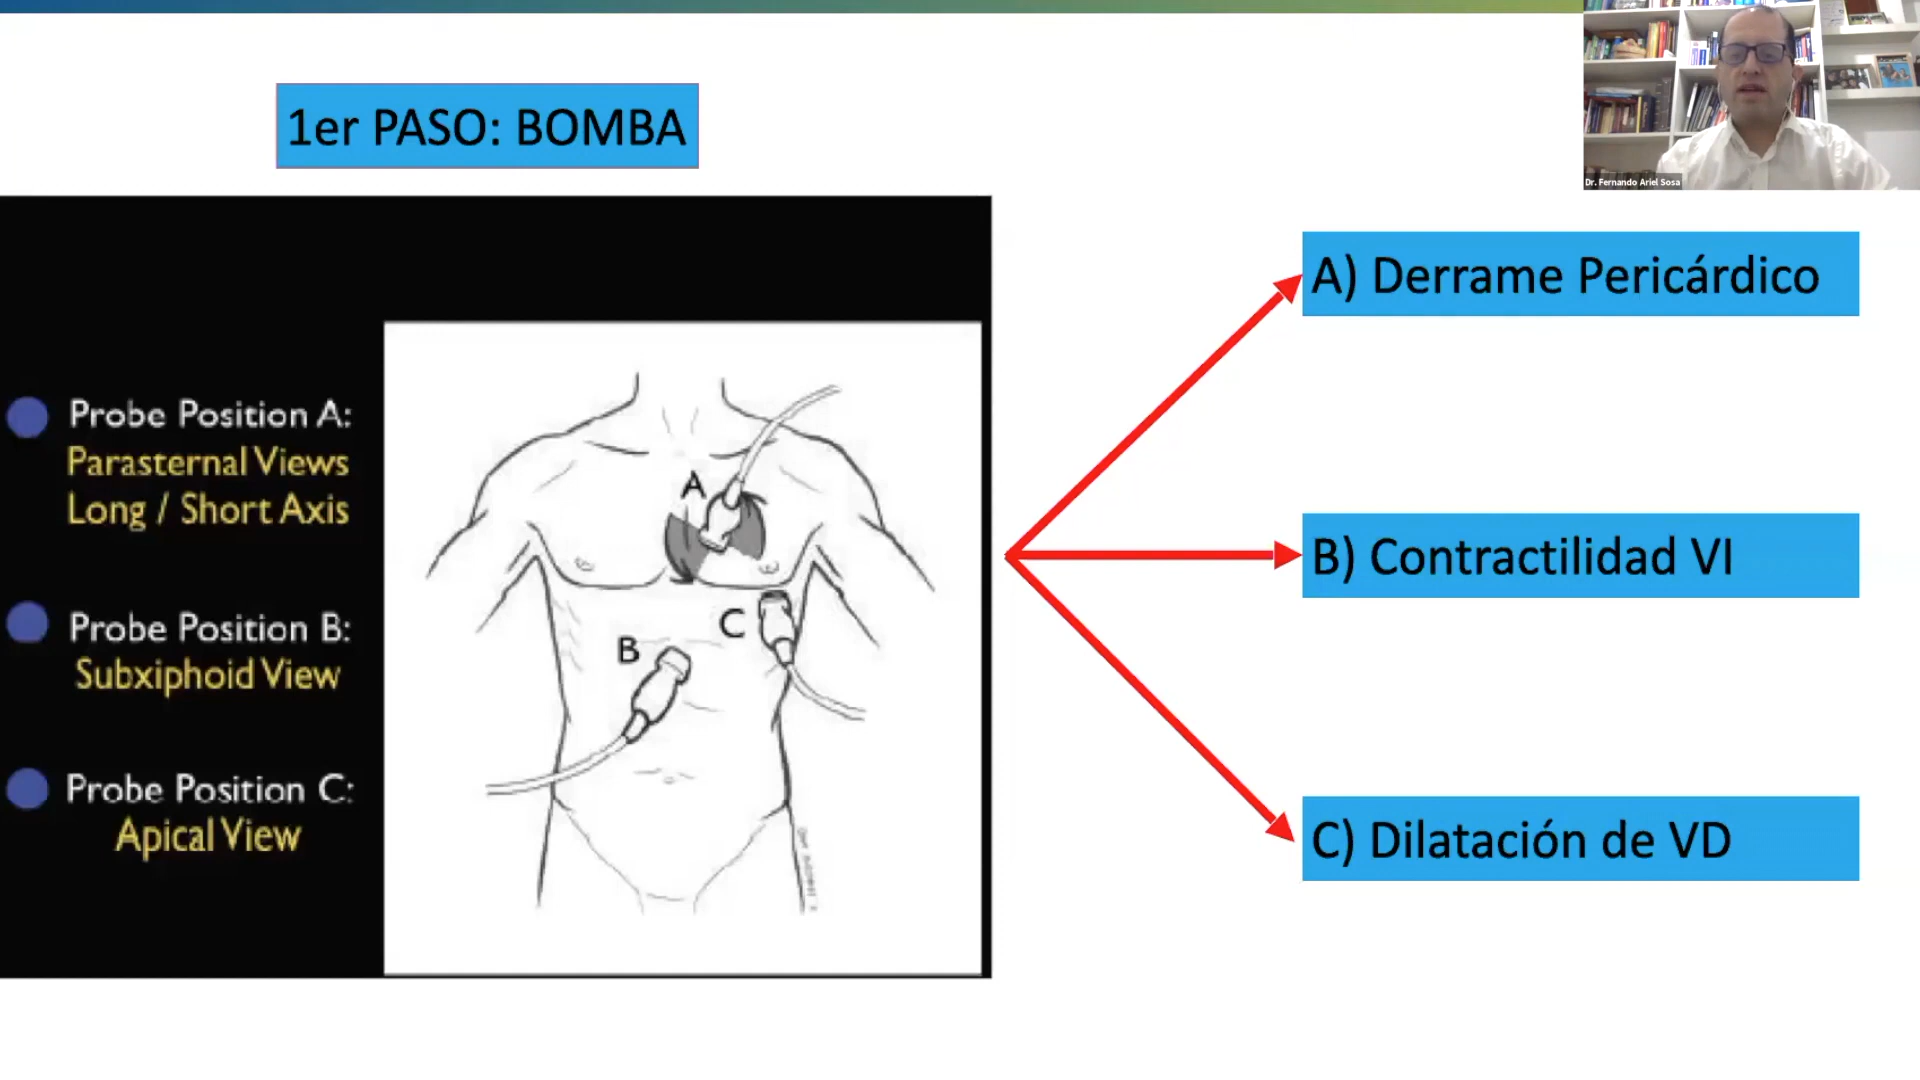 1er PASO: BOMBA
Dr. Fernando Ariel Sosa
Probe Position A:
Parasternal Views
Long / Short Axis
Probe Position B:
Subxiphoid View
Probe Position C:
Apical View
A
B
C
A) Derrame Pericárdico
B) Contractilidad VI
C) Dilatación de VD